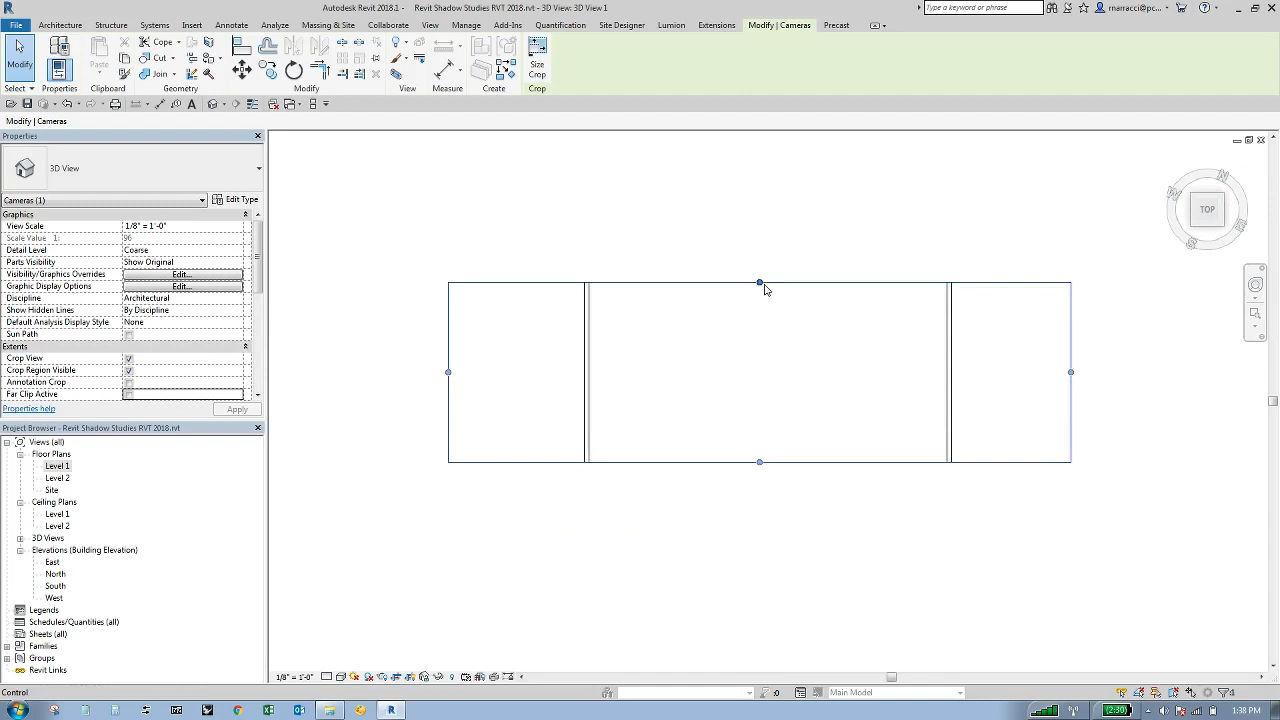 Autodesk Revit 2018.1 - Revit Shadow Studies RVT 2018.rvt - 3D View: 3D View 1
Type a keyword or phrase
rnarracci@pc...
Architecture Structure Systems Insert Annotate Analyze Massing & Site Collaborate View Manage Add-Ins Quantification Site Designer Lumion Extensions Modify | Cameras Precast
Modify
Paste
Cope
Cut
Join
Size
Crop
Select Properties Clipboard Geometry Modify View Measure Create Crop
Modify | Cameras
Properties
3D View
Cameras (1)
Edit Type
Graphics
View Scale 1/8" = 1'-0"
Scale Value 1: 96
Detail Level Coarse
Parts Visibility Show Original
Visibility/Graphics Overrides Edit...
Graphic Display Options Edit...
Discipline Architectural
Show Hidden Lines By Discipline
Default Analysis Display Style None
Sun Path
Extents
Crop View
Crop Region Visible
Annotation Crop
Far Clip Active
Properties help Apply
Project Browser - Revit Shadow Studies RVT 2018.rvt
Views (all)
Floor Plans
Level 1
Level 2
Site
Ceiling Plans
Level 1
Level 2
3D Views
Elevations (Building Elevation)
East
North
South
West
Legends
Schedules/Quantities (all)
Sheets (all)
Families
Groups
Revit Links
TOP
1/8" = 1'-0"
Control
:0
Main Model
:0
(2:30)
1:38 PM